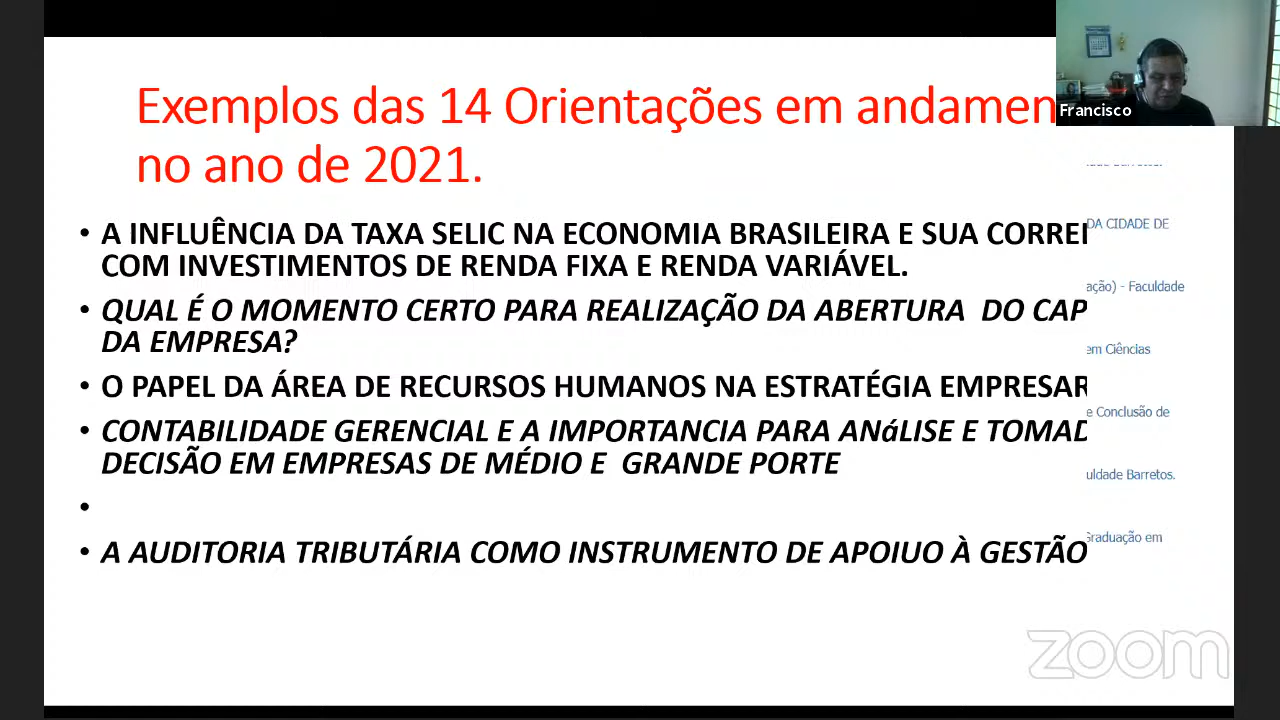 Exemplos das 14 Orientações em andamen
no ano de 2021.
Francisco
• A INFLUÊNCIA DA TAXA SELIC NA ECONOMIA BRASILEIRA E SUA CORREI
COM INVESTIMENTOS DE RENDA FIXA E RENDA VARIÁVEL.
• QUAL É O MOMENTO CERTO PARA REALIZAÇÃO DA ABERTURA DO CAP
DA EMPRESA?
• O PAPEL DA ÁREA DE RECURSOS HUMANOS NA ESTRATÉGIA EMPRESAR
• CONTABILIDADE GERENCIAL E A IMPORTANCIA PARA ANáLISE E TOMAD
DECISÃO EM EMPRESAS DE MÉDIO E GRANDE PORTE
•
• A AUDITORIA TRIBUTÁRIA COMO INSTRUMENTO DE APOIUO À GESTÃO
DA CIDADE DE
ação) - Faculdade
em Ciências
e Conclusão de
uldade Barretos.
Graduação em
zoom